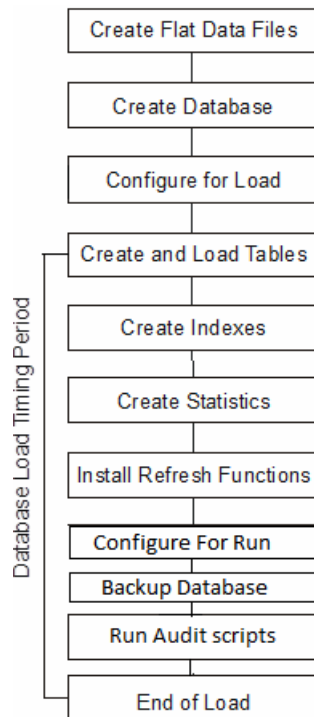 Create Flat Data Files
Create Database
Configure for Load
Create and Load Tables
Create Indexes
Create Statistics
Install Refresh Functions
Configure For Run
Backup Database
Run Audit scripts
End of Load
Database Load Timing Period